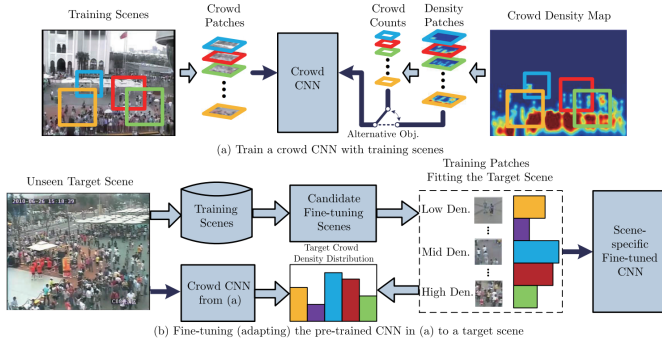 Training Scenes
Crowd
Patches
Crowd
Counts
Density
Patches
Crowd Density Map
Crowd
CNN
Alternative Obj.
(a) Train a crowd CNN with training scenes
Unseen Target Scene
2010-06-26 15:18:39
Training
Scenes
Candidate
Fine-tuning
Scenes
Training Patches
Fitting the Target Scene
Low Den.
Mid Den.
High Den.
Scene-
specific
Fine-tuned
CNN
Crowd CNN
from (a)
Target Crowd
Density Distribution
(b) Fine-tuning (adapting) the pre-trained CNN in (a) to a target scene